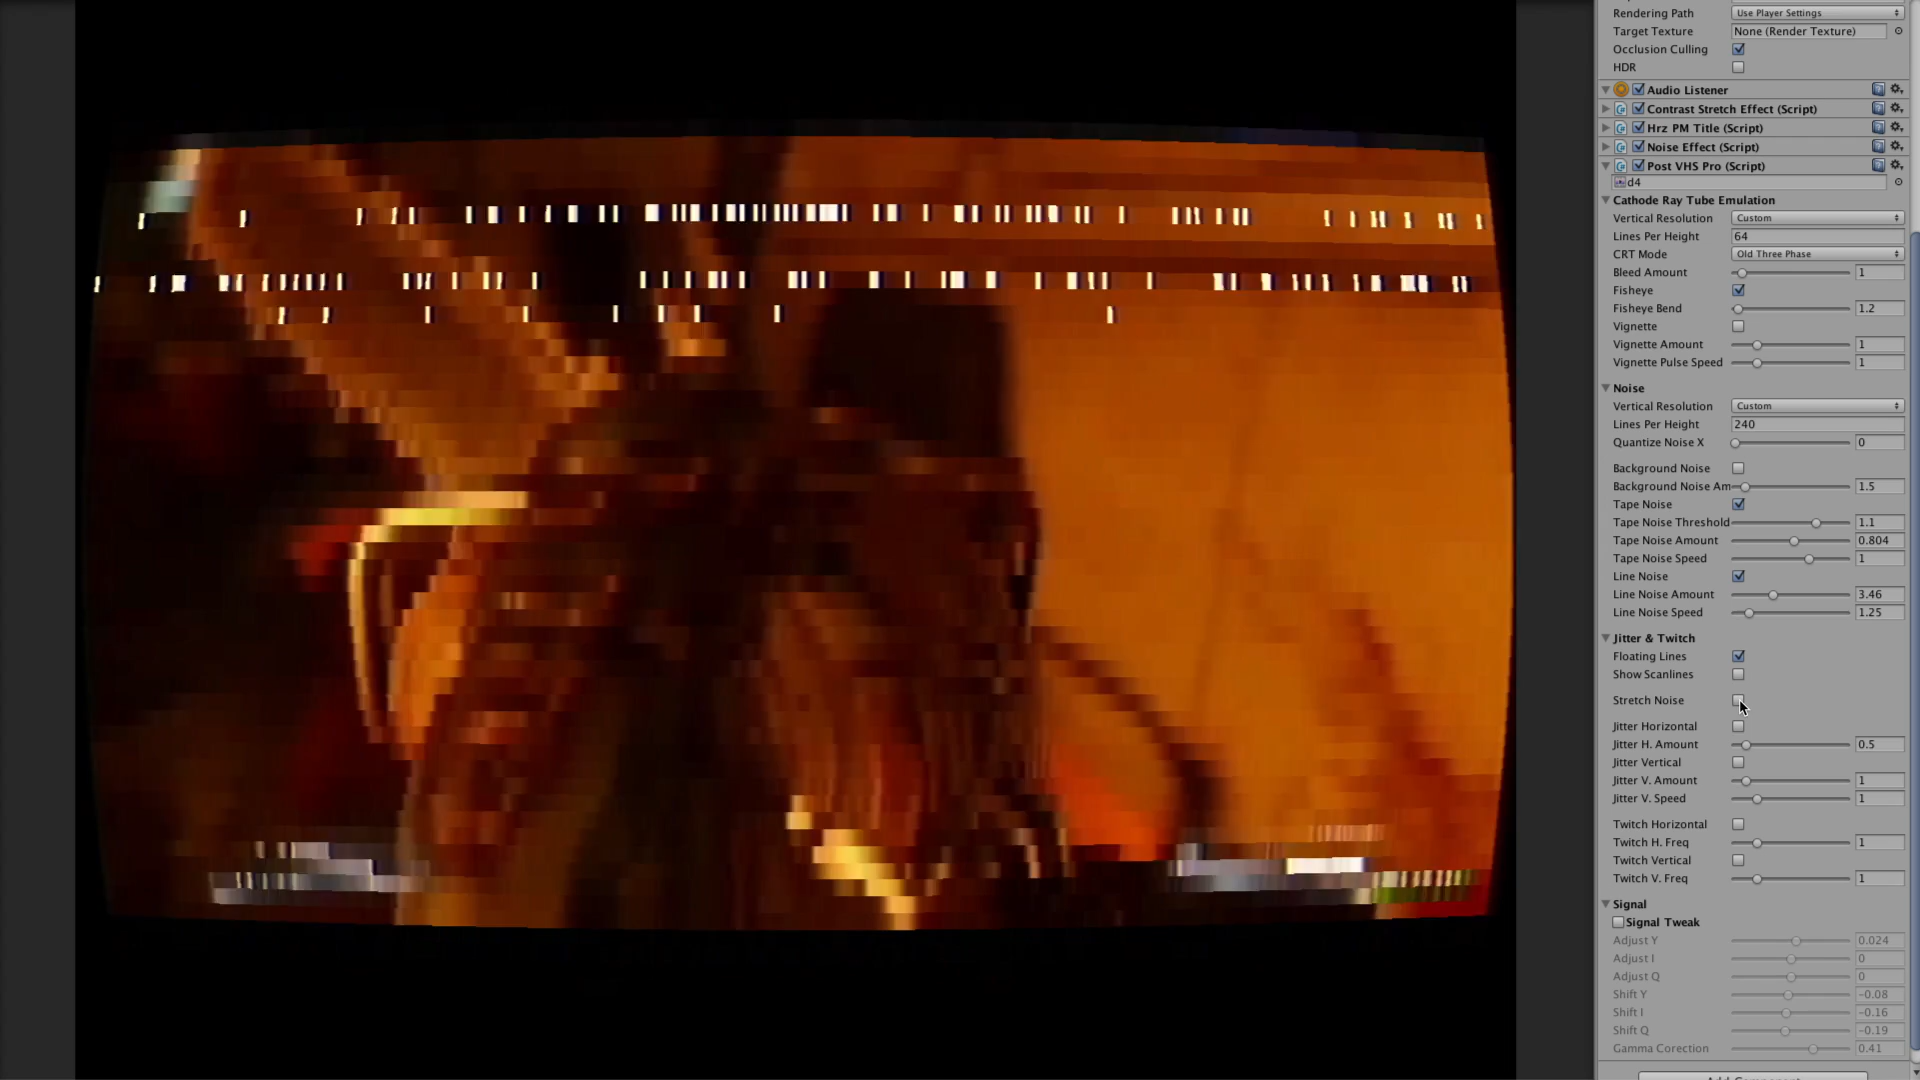 Rendering Path Use Player Settings
Target Texture None (Render Texture)
Occlusion Culling
HDR
Audio Listener
Contrast Stretch Effect (Script)
Hrz PM Title (Script)
Noise Effect (Script)
Post VHS Pro (Script)
d4
Cathode Ray Tube Emulation
Vertical Resolution Custom
Lines Per Height 64
CRT Mode Old Three Phase
Bleed Amount 1
Fisheye
Fisheye Bend 1.2
Vignette
Vignette Amount 1
Vignette Pulse Speed 1
Noise
Vertical Resolution Custom
Lines Per Height 240
Quantize Noise X 0
Background Noise
Background Noise Am 1.5
Tape Noise
Tape Noise Threshold 1.1
Tape Noise Amount 0.804
Tape Noise Speed 1
Line Noise
Line Noise Amount 3.46
Line Noise Speed 1.25
Jitter & Twitch
Floating Lines
Show Scanlines
Stretch Noise
Jitter Horizontal
Jitter H. Amount 0.5
Jitter Vertical
Jitter V. Amount 1
Jitter V. Speed 1
Twitch Horizontal
Twitch H. Freq 1
Twitch Vertical
Twitch V. Freq 1
Signal
Signal Tweak
Adjust Y 0.024
Adjust I 0
Adjust Q 0
Shift Y -0.08
Shift I -0.16
Shift Q -0.19
Gamma Corection 0.41